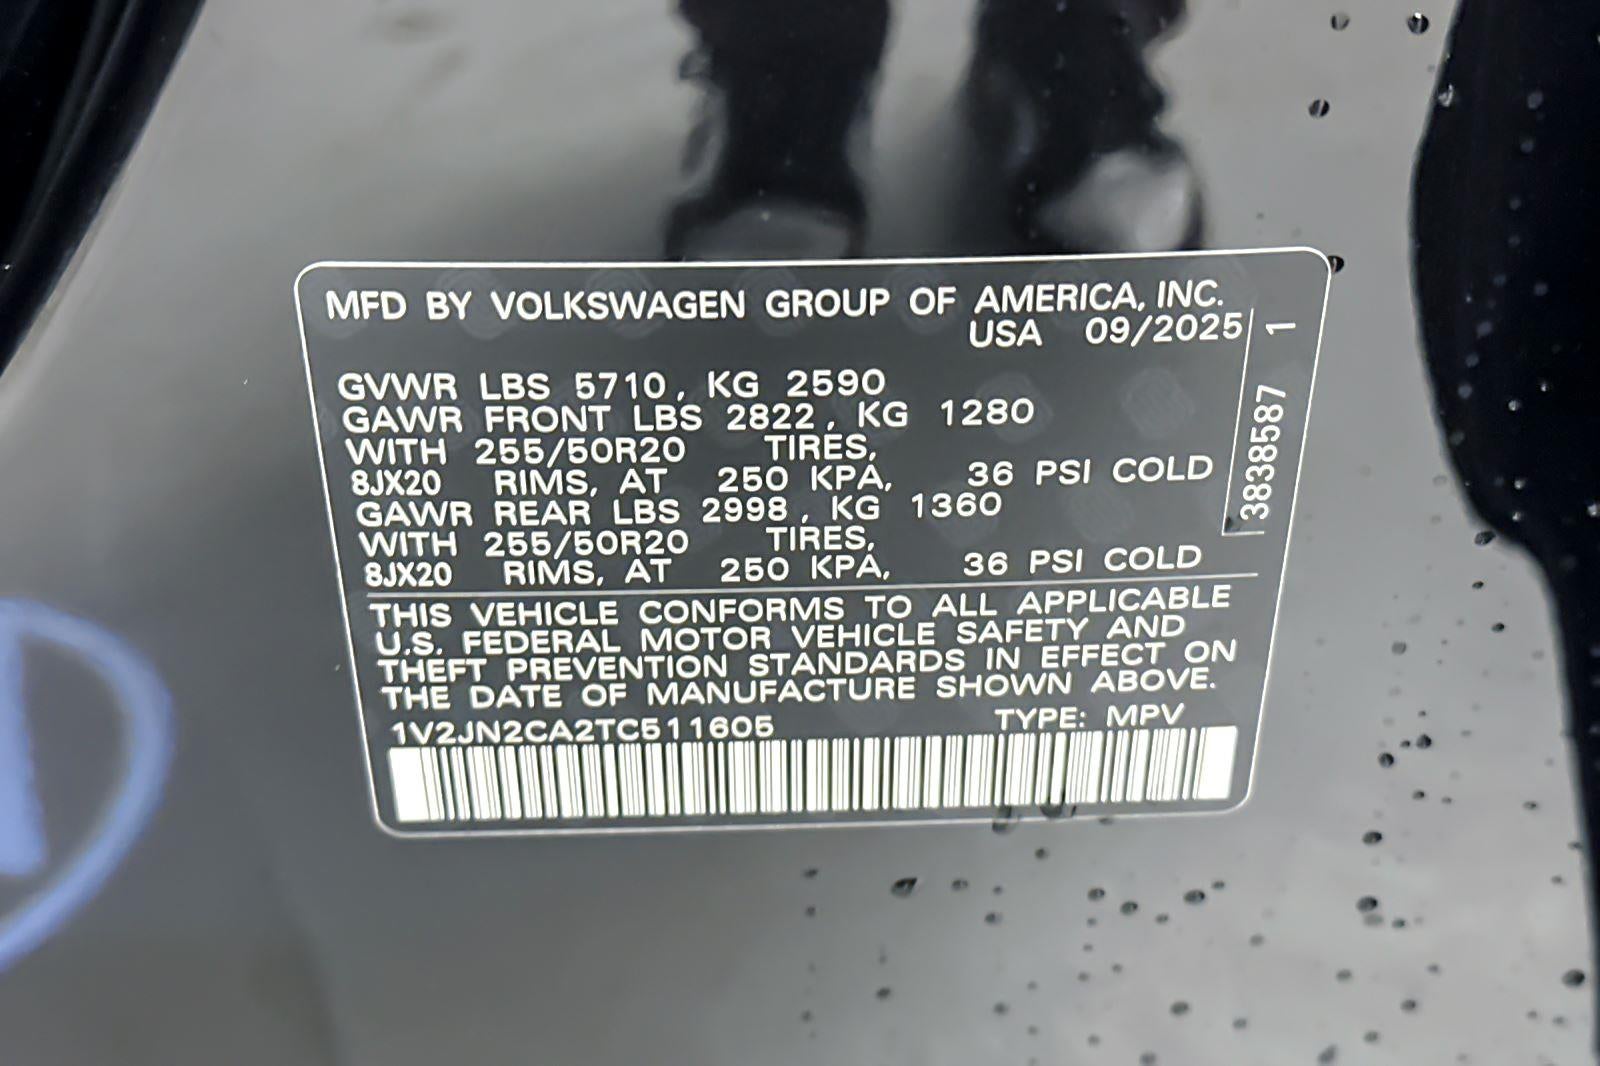 MFD BY VOLKSWAGEN GROUP OF AMERICA, INC.
USA 09/2025
GVWR LBS 5710, KG 2590
GAWR FRONT LBS 2822, KG 1280
WITH 255/50R20 TIRES,
8JX20 RIMS, AT 250 KPA, 36 PSI COLD
GAWR REAR LBS 2998, KG 1360
WITH 255/50R20 TIRES,
8JX20 RIMS, AT 250 KPA, 36 PSI COLD
THIS VEHICLE CONFORMS TO ALL APPLICABLE
U.S. FEDERAL MOTOR VEHICLE SAFETY AND
THEFT PREVENTION STANDARDS IN EFFECT ON
THE DATE OF MANUFACTURE SHOWN ABOVE.
1V2JN2CA2TC511605 TYPE: MPV
3838587 1